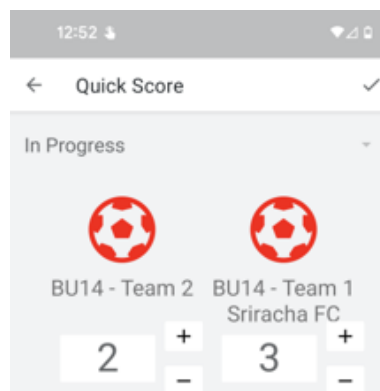 12:52
Quick Score
In Progress
BU14 - Team 2
BU14 - Team 1
Sriracha FC
2
+
−
3
+
−